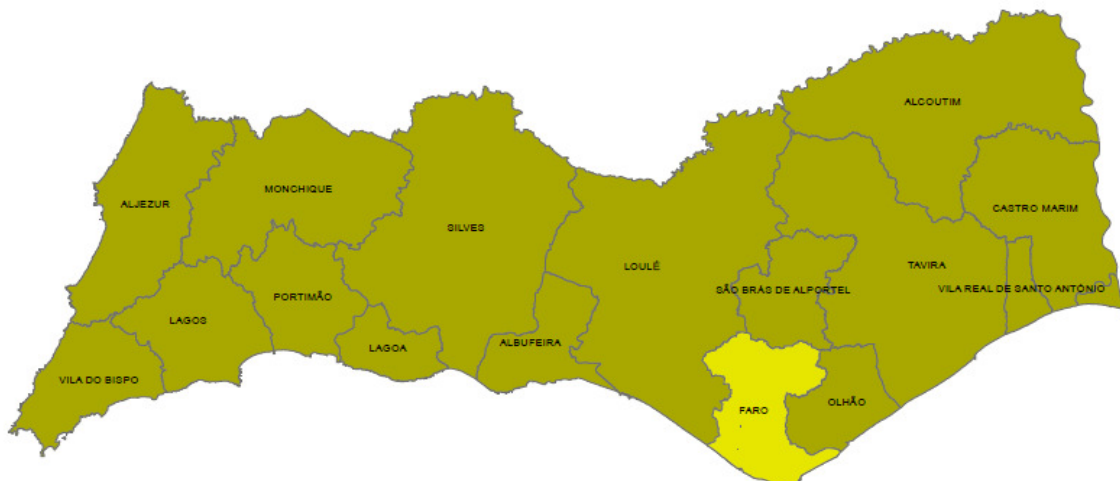 ALCOUTIM
MONCHIQUE
ALJEZUR
CASTRO MARIM
SILVES
LOULÉ
TAVIRA
SÃO BRÁS DE ALPORTEL
VILA REAL DE SANTO ANTÓNIO
PORTIMÃO
LAGOS
ALBUFEIRA
LAGOA
VILA DO BISPO
OLHÃO
FARO